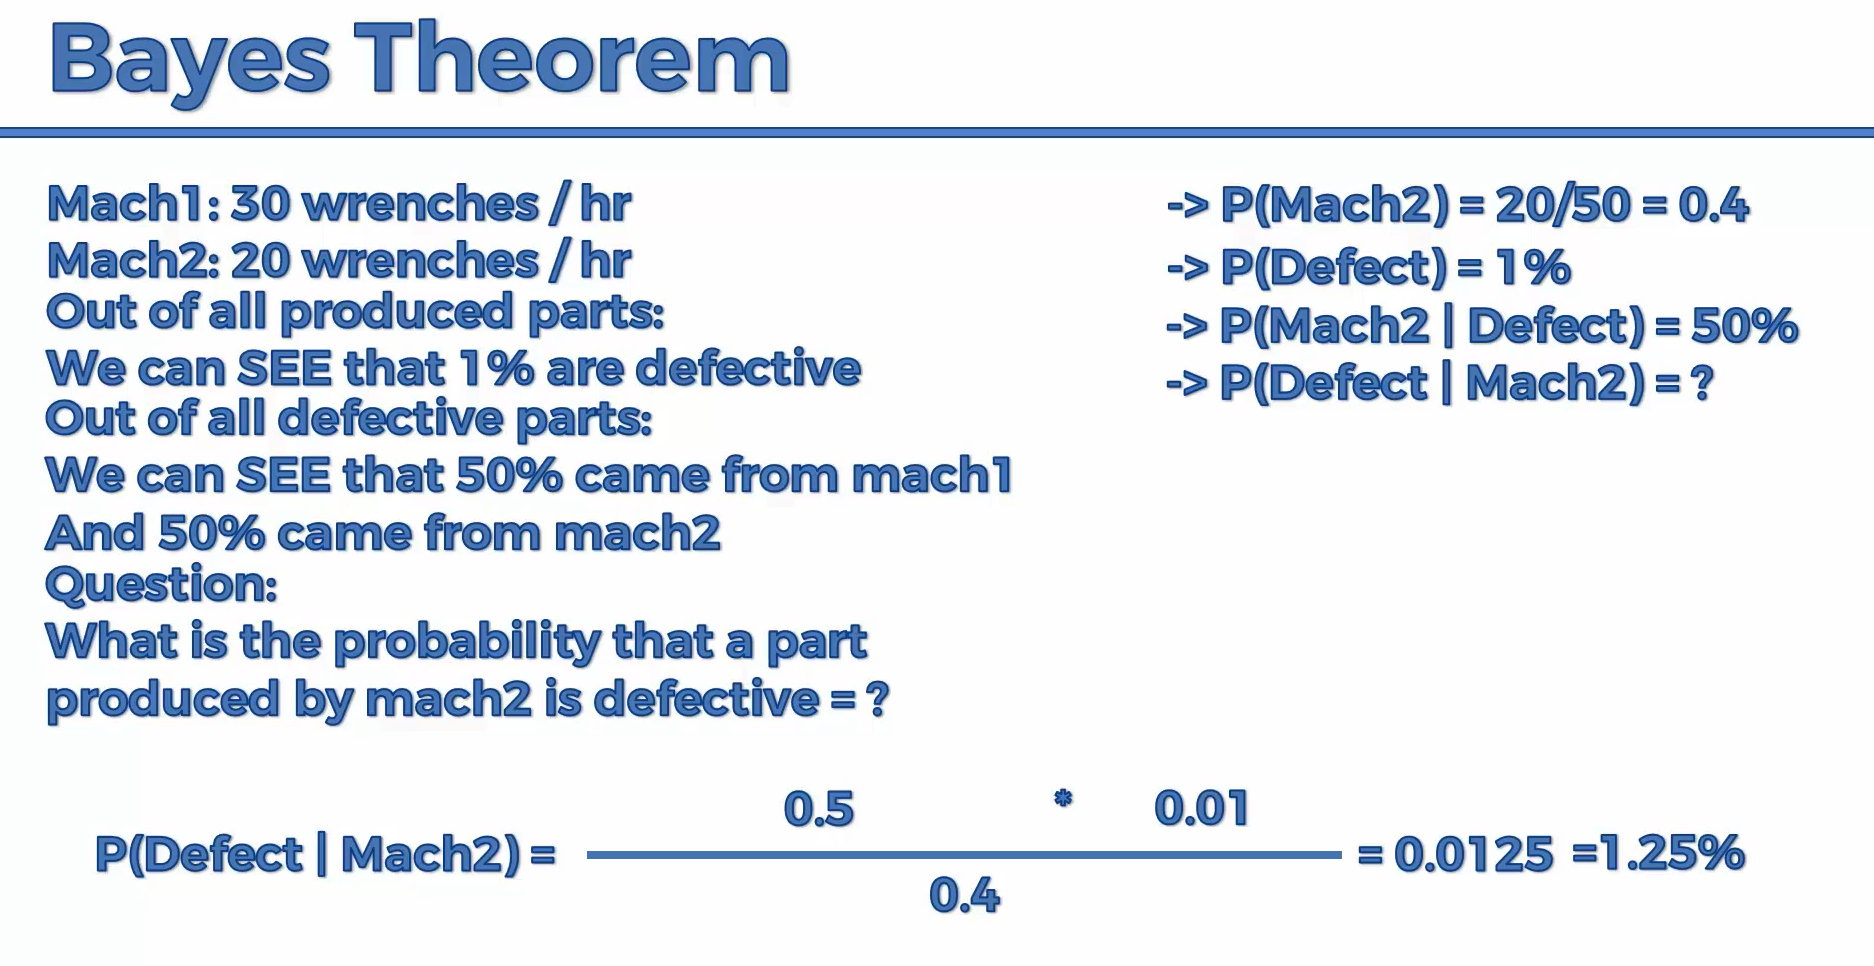 Bayes Theorem
Mach1: 30 wrenches / hr
Mach2: 20 wrenches / hr
Out of all produced parts:
We can SEE that 1% are defective
Out of all defective parts:
We can SEE that 50% came from mach1
And 50% came from mach2
Question:
What is the probability that a part
produced by mach2 is defective = ?
-> P(Mach2) = 20/50 = 0.4
-> P(Defect) = 1%
-> P(Mach2 | Defect) = 50%
-> P(Defect | Mach2) = ?
0.5 * 0.01
P(Defect | Mach2) = = 0.0125 =1.25%
0.4